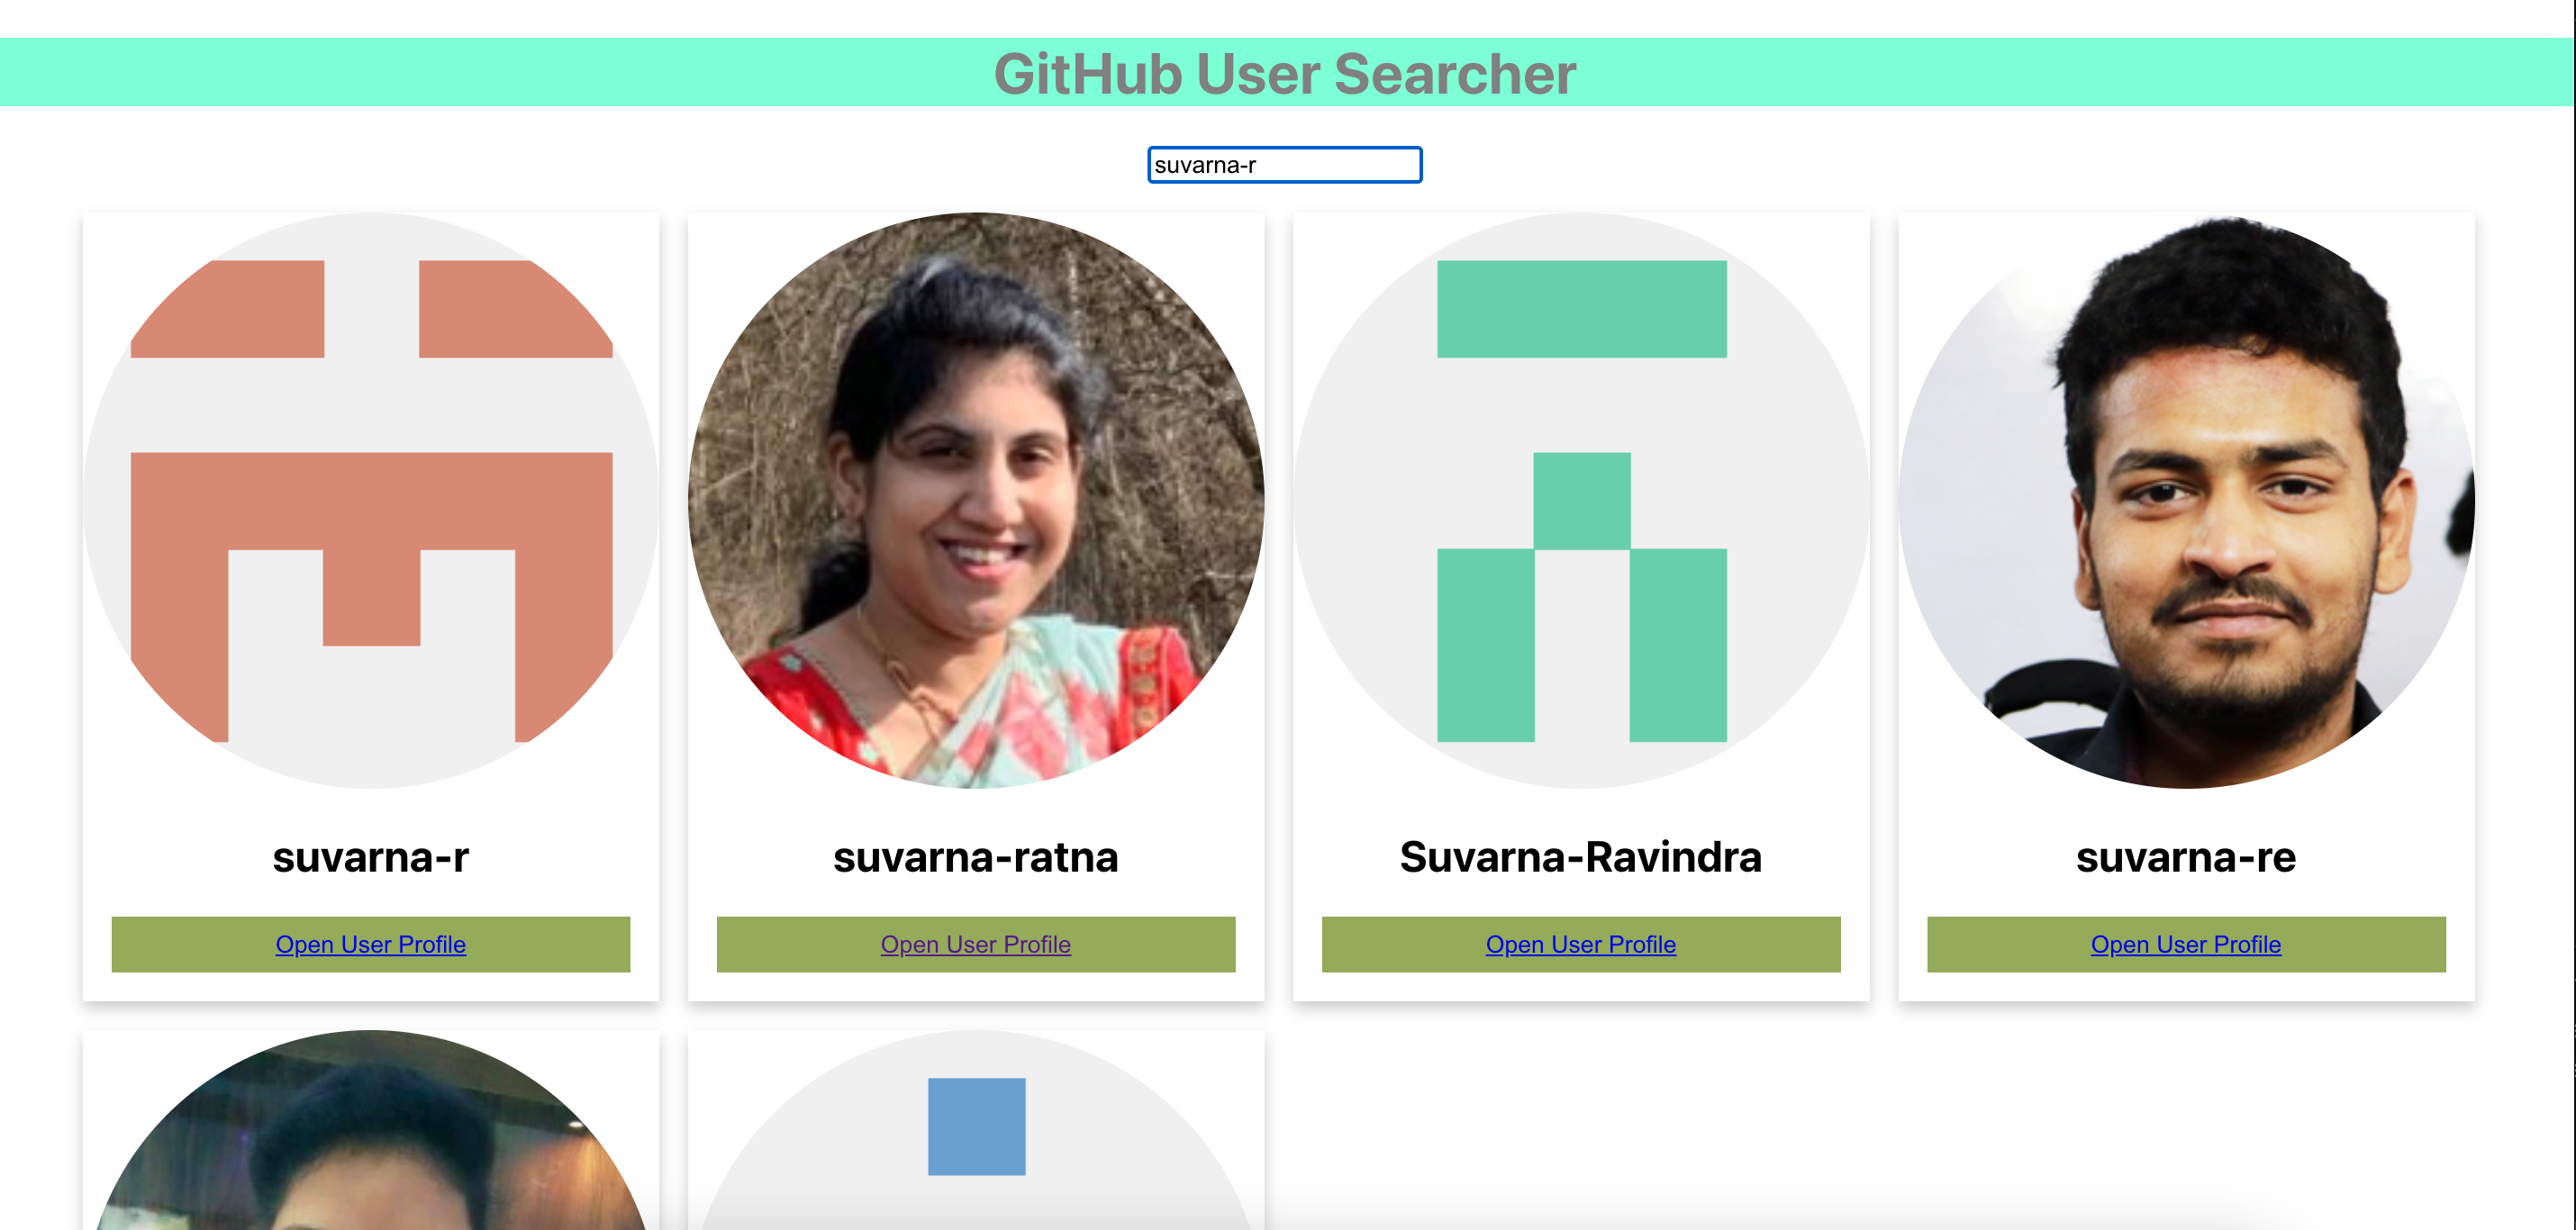 GitHub User Searcher
suvarna-r
suvarna-r
suvarna-ratna
Suvarna-Ravindra
suvarna-re
Open User Profile
Open User Profile
Open User Profile
Open User Profile